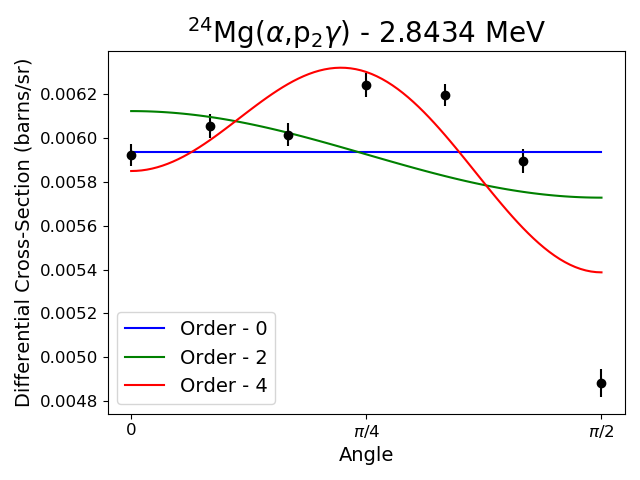 ²⁴Mg(α,p₂γ) - 2.8434 MeV
Differential Cross-Section (barns/sr)
0.0062
0.0060
0.0058
0.0056
0.0054
0.0052
0.0050
0.0048
Order - 0
Order - 2
Order - 4
0 π/4 π/2
Angle